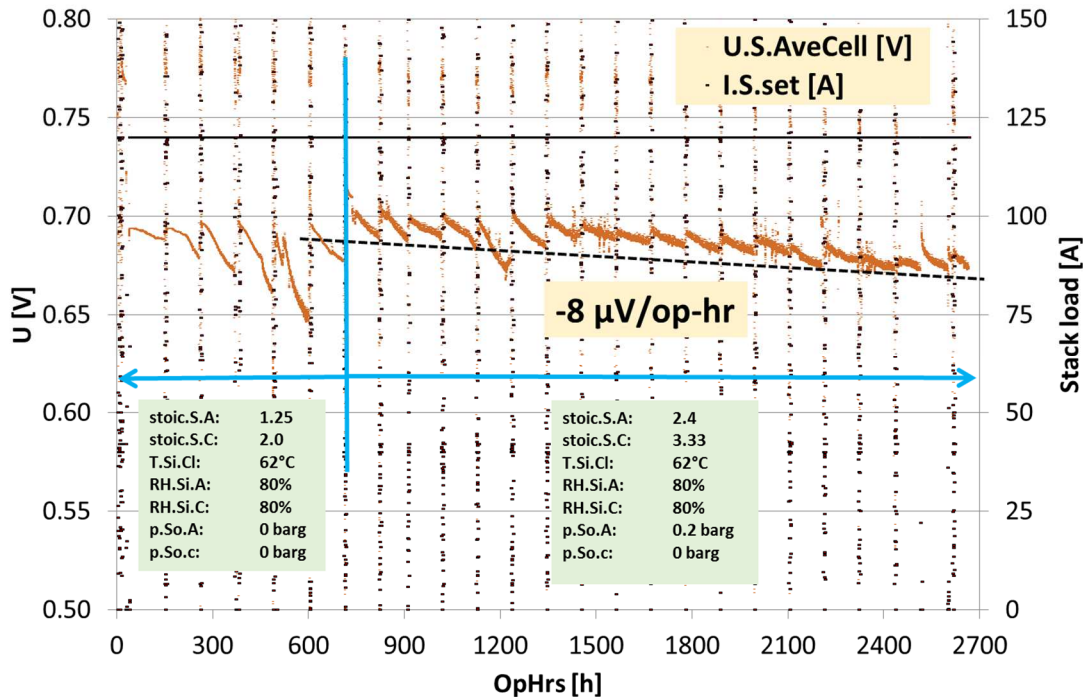 0.80
0.75
0.70
0.65
0.60
0.55
0.50
U [V]
U.S.AveCell [V]
I.S.set [A]
-8 µV/op-hr
stoic.S.A: 1.25
stoic.S.C: 2.0
T.Si.Cl: 62°C
RH.Si.A: 80%
RH.Si.C: 80%
p.So.A: 0 barg
p.So.c: 0 barg
stoic.S.A: 2.4
stoic.S.C: 3.33
T.Si.Cl: 62°C
RH.Si.A: 80%
RH.Si.C: 80%
p.So.A: 0.2 barg
p.So.c: 0 barg
150
125
100
75
50
25
0
Stack load [A]
0 300 600 900 1200 1500 1800 2100 2400 2700
OpHrs [h]